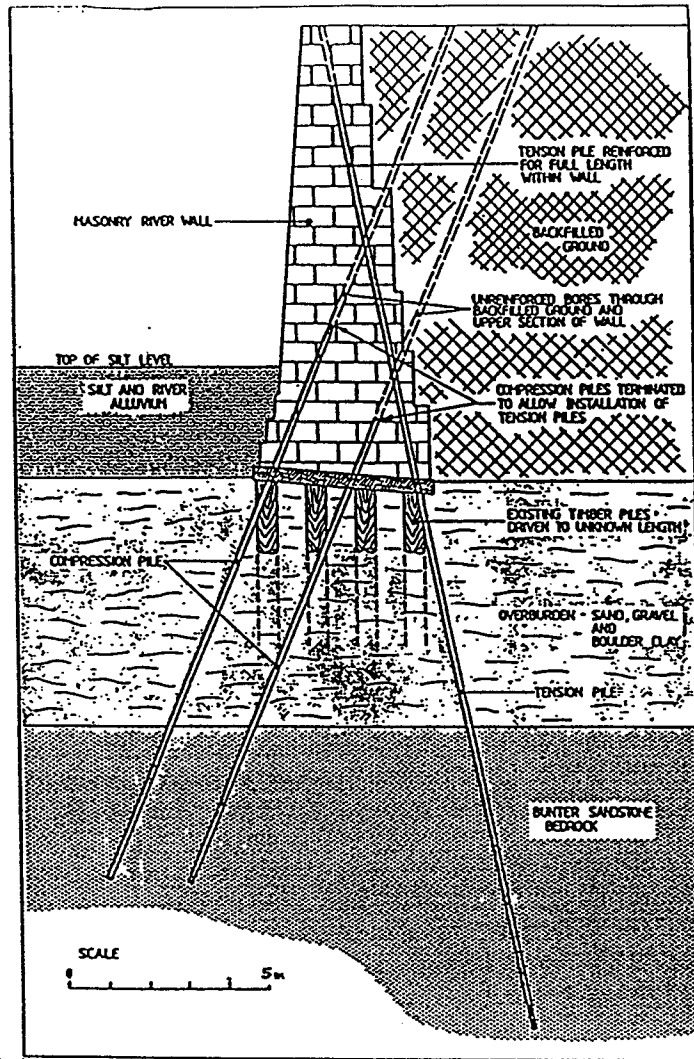 TENSION PILE REINFORCED
FOR FULL LENGTH
WITHIN WALL
MASONRY RIVER WALL
BACKFILLED
GROUND
UNREINFORCED BORES THROUGH
BACKFILLED GROUND AND
UPPER SECTION OF WALL
TOP OF SILT LEVEL
SILT AND RIVER
ALLUVIUM
COMPRESSION PILES TERMINATED
TO ALLOW INSTALLATION OF
TENSION PILES
EXISTING TIMBER PILES
DRIVEN TO UNKNOWN LENGTH
COMPRESSION PILE
OVERBURDEN - SAND, GRAVEL
AND
BOULDER CLAY
TENSION PILE
BUNTER SANDSTONE
BEDROCK
SCALE
0 5m